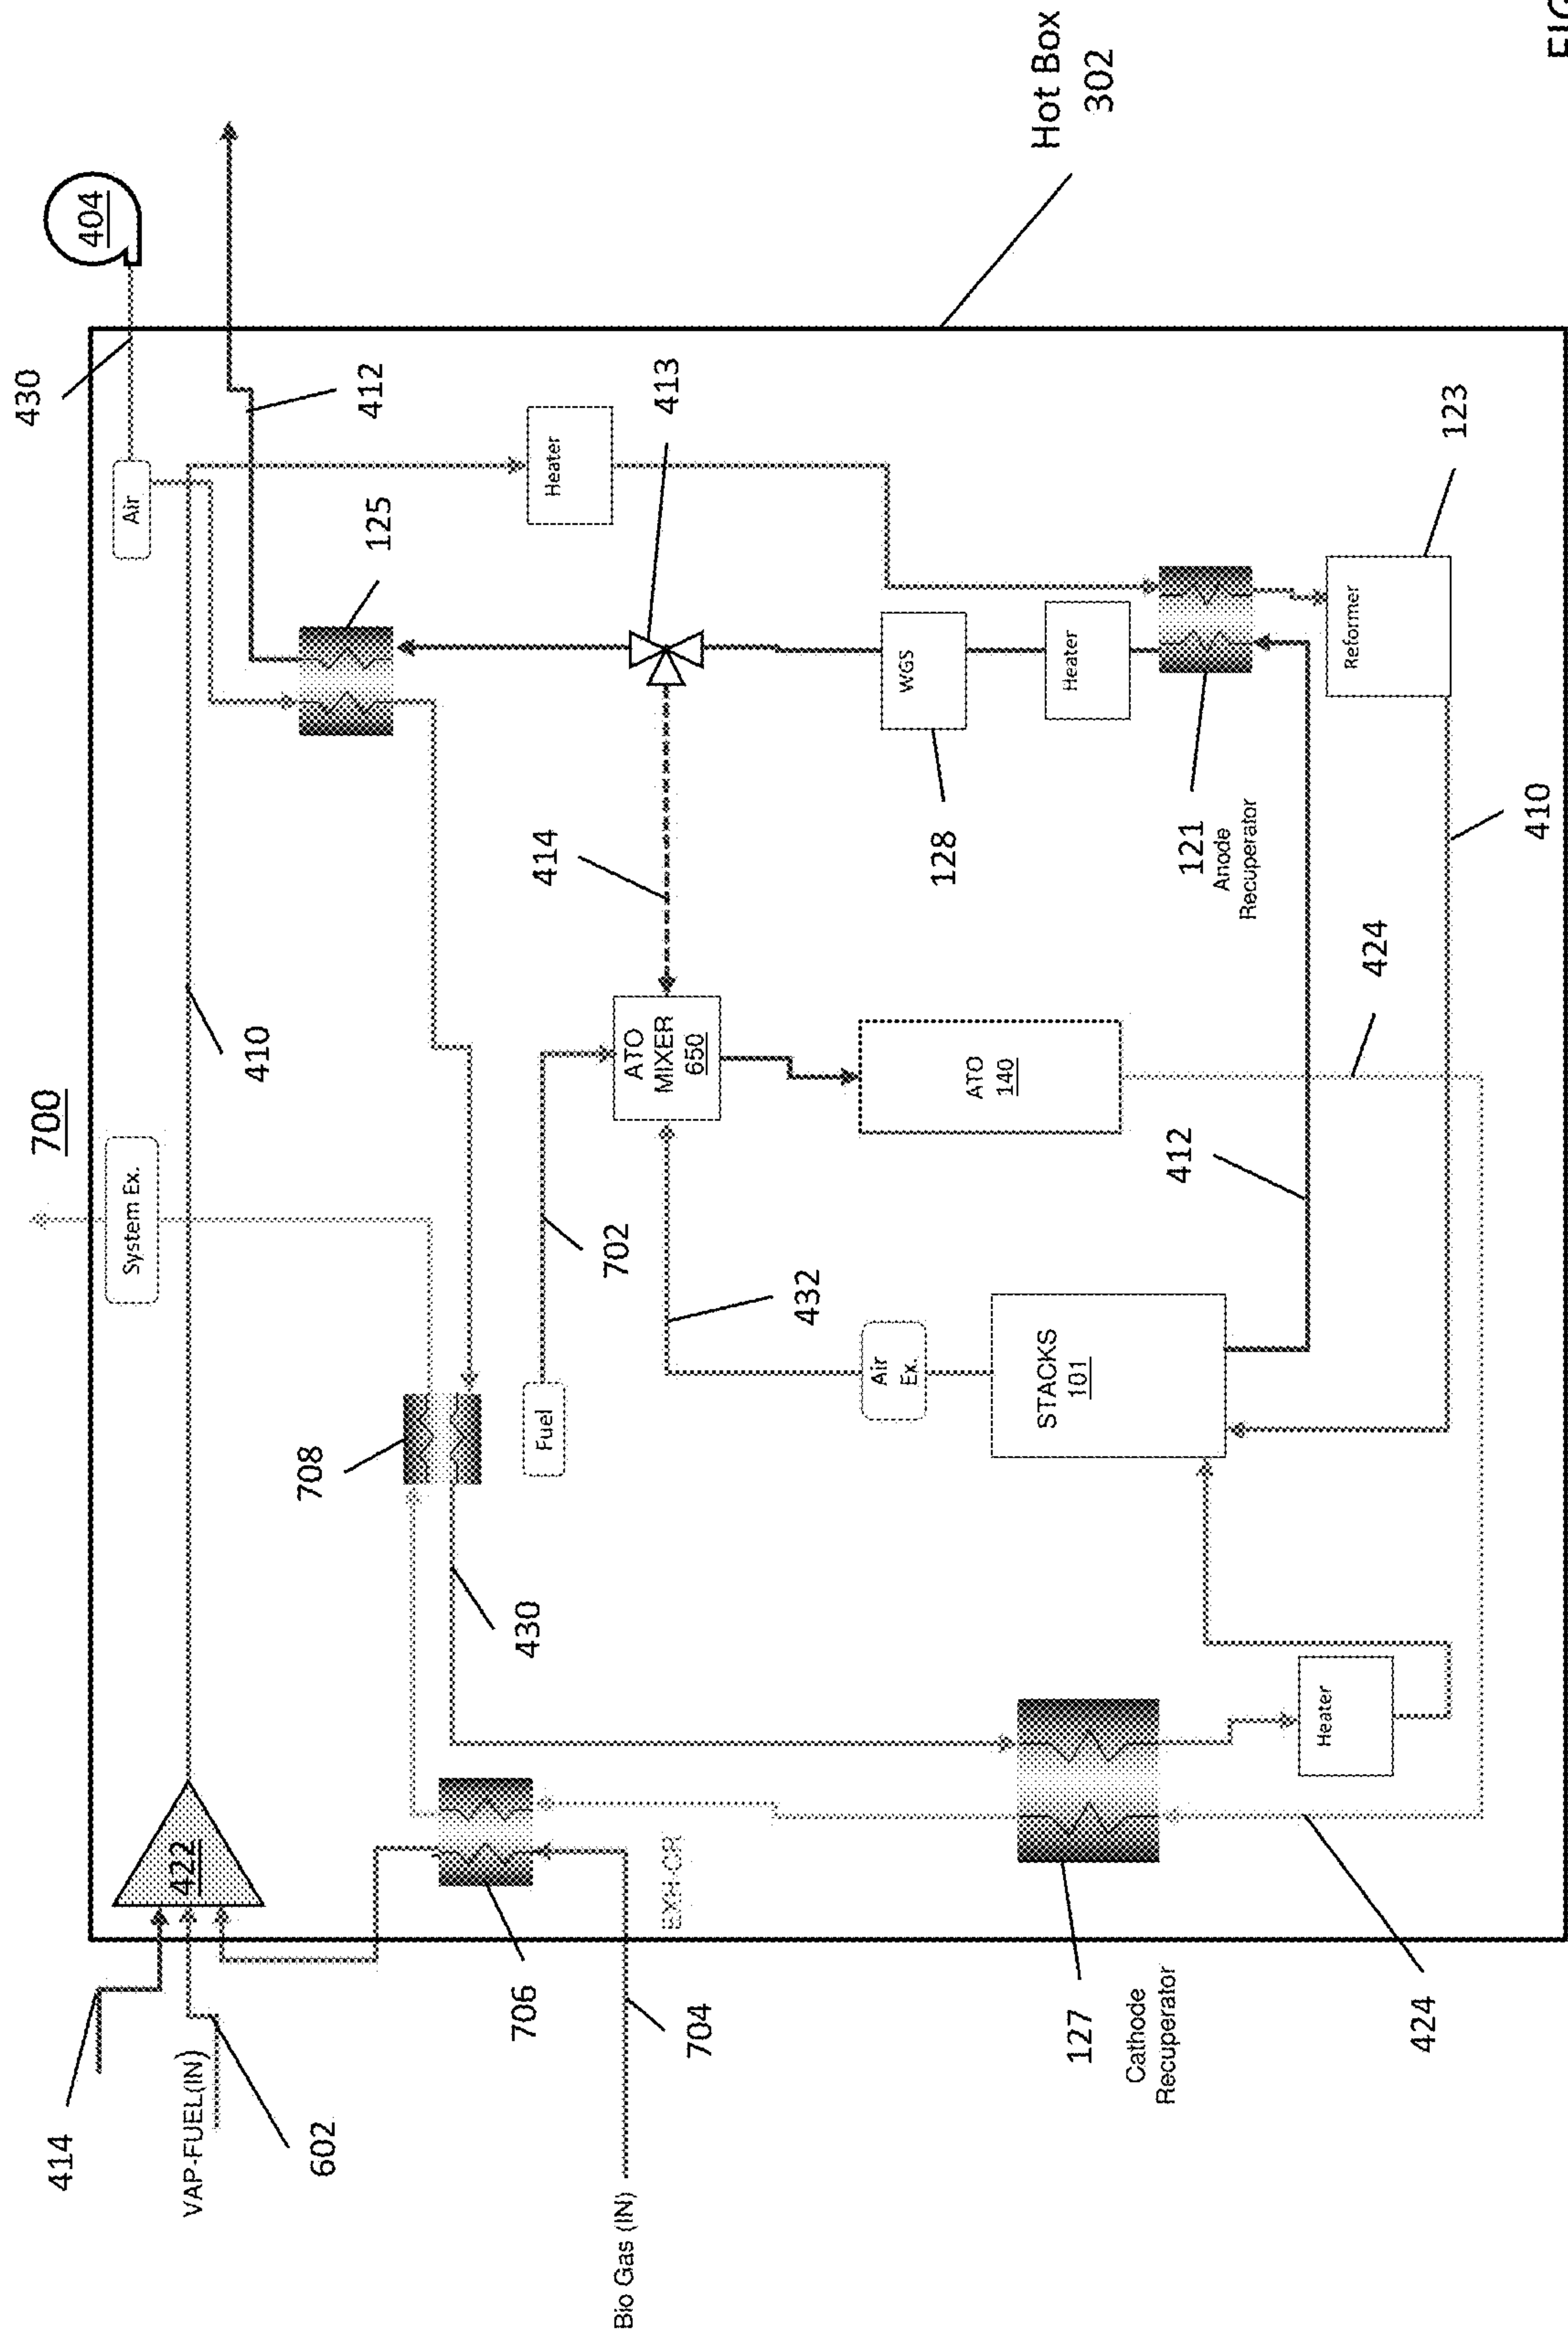 700
430
404
Air
412
System Ex.
410
125
Heater
413
Hot Box
302
422
414
VAP-FUEL(IN)
602
708
Fuel
702
414
ATO
MIXER
650
706
430
432
Air
Ex.
ATO
140
WGS
128
Heater
Bio Gas (IN)
704
EXH-CR
STACKS
101
412
424
121
Anode
Recuperator
Reformer
123
410
127
Cathode
Recuperator
Heater
424